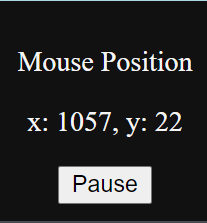 Mouse Position
x: 1057, y: 22
Pause